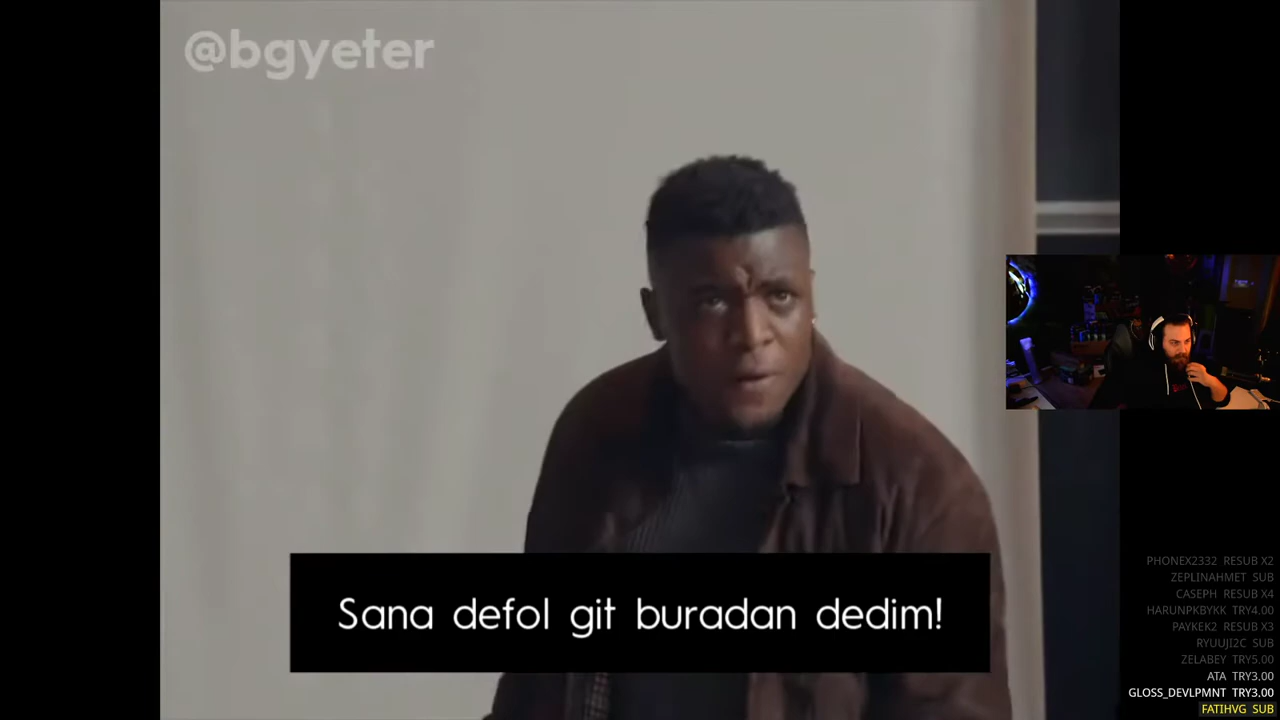 @bgyeter
Sana defol git buradan dedim!
PHONEX2332 RESUB X2
ZEPLINAHMET SUB
CASEPH RESUB X4
HARUNPKBYKK TRY4.00
PAYKEK2 RESUB X3
RYUUJI2C SUB
ZELABEY TRY5.00
ATA TRY3.00
GLOSS_DEVLPMNT TRY3.00
FATIHVG SUB